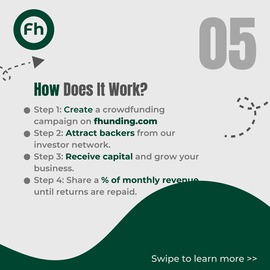 Fh
05
How Does It Work?
Step 1: Create a crowdfunding
campaign on fhunding.com
Step 2: Attract backers from our
investor network.
Step 3: Receive capital and grow your
business.
Step 4: Share a % of monthly revenue
until returns are repaid.
Swipe to learn more >>